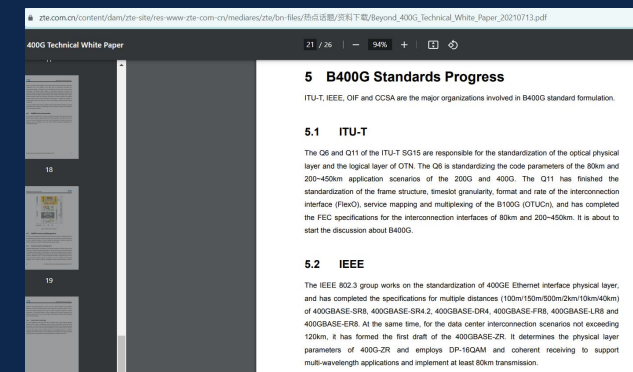 zte.com.cn/content/dam/zte-site/res-www-zte-com-cn/mediares/zte/bn-files/热点话题/资料下载/Beyond_400G_Technical_White_Paper_20210713.pdf
400G Technical White Paper
21 / 26 | − 94% +
18
19
5 B400G Standards Progress
ITU-T, IEEE, OIF and CCSA are the major organizations involved in B400G standard formulation.
5.1 ITU-T
The Q6 and Q11 of the ITU-T SG15 are responsible for the standardization of the optical physical
layer and the logical layer of OTN. The Q6 is standardizing the code parameters of the 80km and
200~450km application scenarios of the 200G and 400G. The Q11 has finished the
standardization of the frame structure, timeslot granularity, format and rate of the interconnection
interface (FlexO), service mapping and multiplexing of the B100G (OTUCn), and has completed
the FEC specifications for the interconnection interfaces of 80km and 200~450km. It is about to
start the discussion about B400G.
5.2 IEEE
The IEEE 802.3 group works on the standardization of 400GE Ethernet interface physical layer,
and has completed the specifications for multiple distances (100m/150m/500m/2km/10km/40km)
of 400GBASE-SR8, 400GBASE-SR4.2, 400GBASE-DR4, 400GBASE-FR8, 400GBASE-LR8 and
400GBASE-ER8. At the same time, for the data center interconnection scenarios not exceeding
120km, it has formed the first draft of the 400GBASE-ZR. It determines the physical layer
parameters of 400G-ZR and employs DP-16QAM and coherent receiving to support
multi-wavelength applications and implement at least 80km transmission.